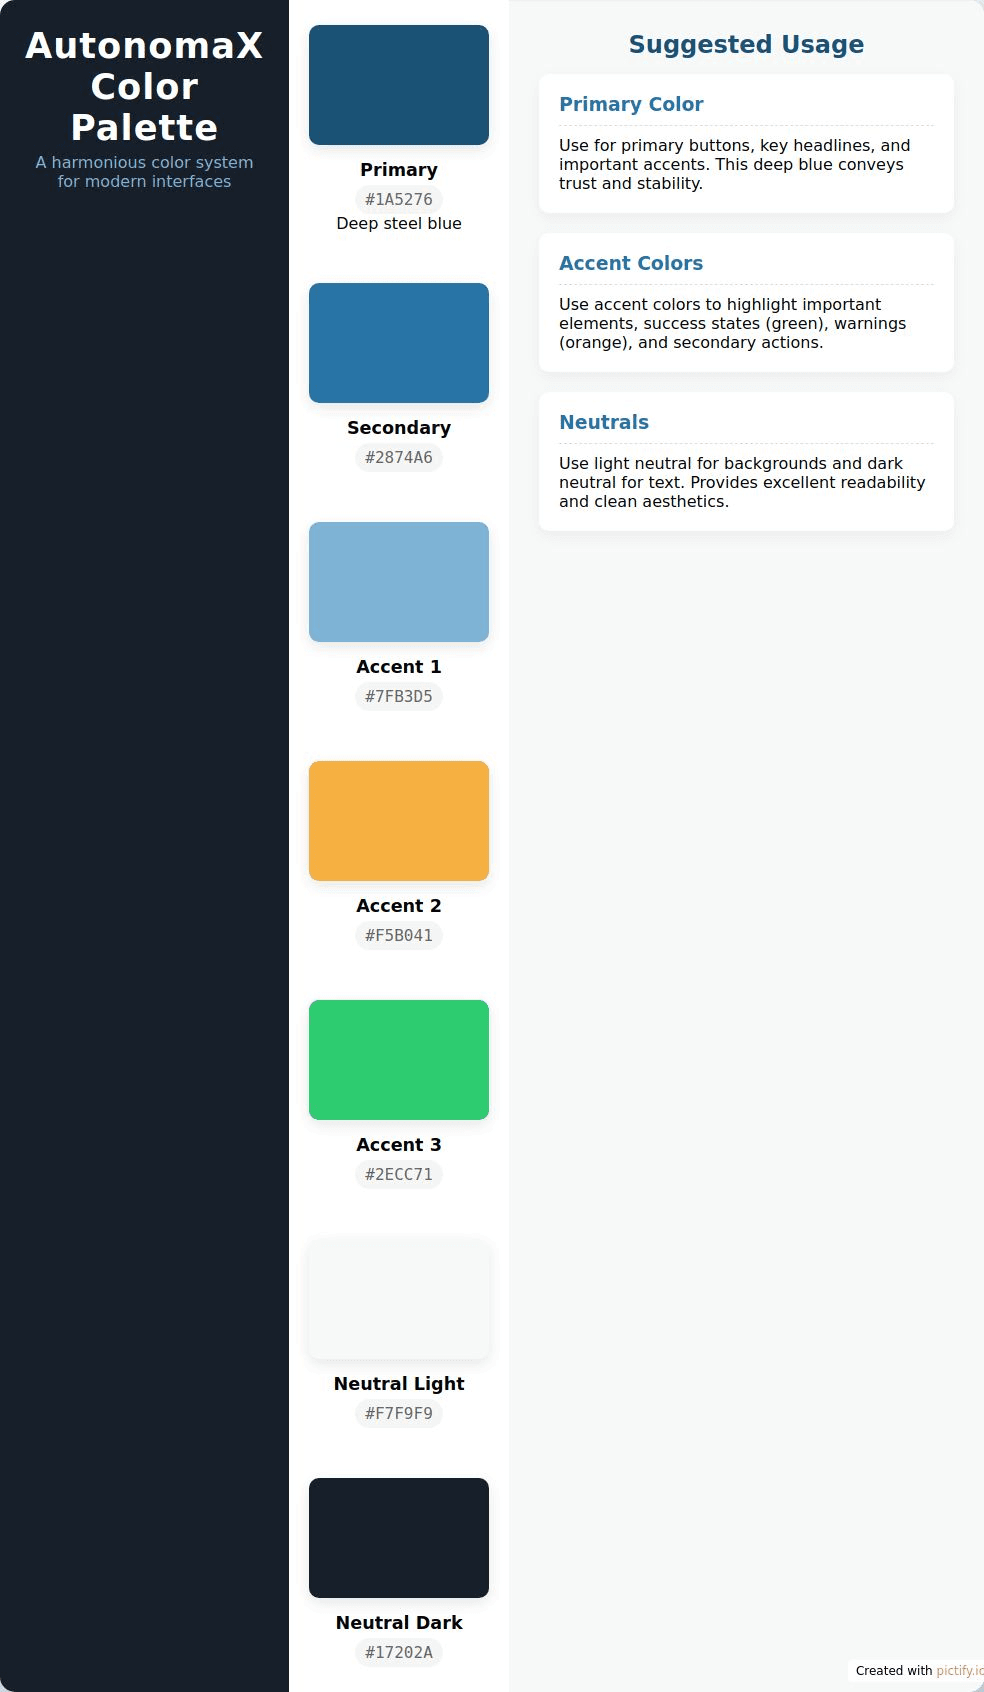 AutonomaX
Color
Palette
A harmonious color system
for modern interfaces
Primary
#1A5276
Deep steel blue
Secondary
#2874A6
Accent 1
#7FB3D5
Accent 2
#F5B041
Accent 3
#2ECC71
Neutral Light
#F7F9F9
Neutral Dark
#17202A
Suggested Usage
Primary Color
Use for primary buttons, key headlines, and
important accents. This deep blue conveys
trust and stability.
Accent Colors
Use accent colors to highlight important
elements, success states (green), warnings
(orange), and secondary actions.
Neutrals
Use light neutral for backgrounds and dark
neutral for text. Provides excellent readability
and clean aesthetics.
Created with pictify.io